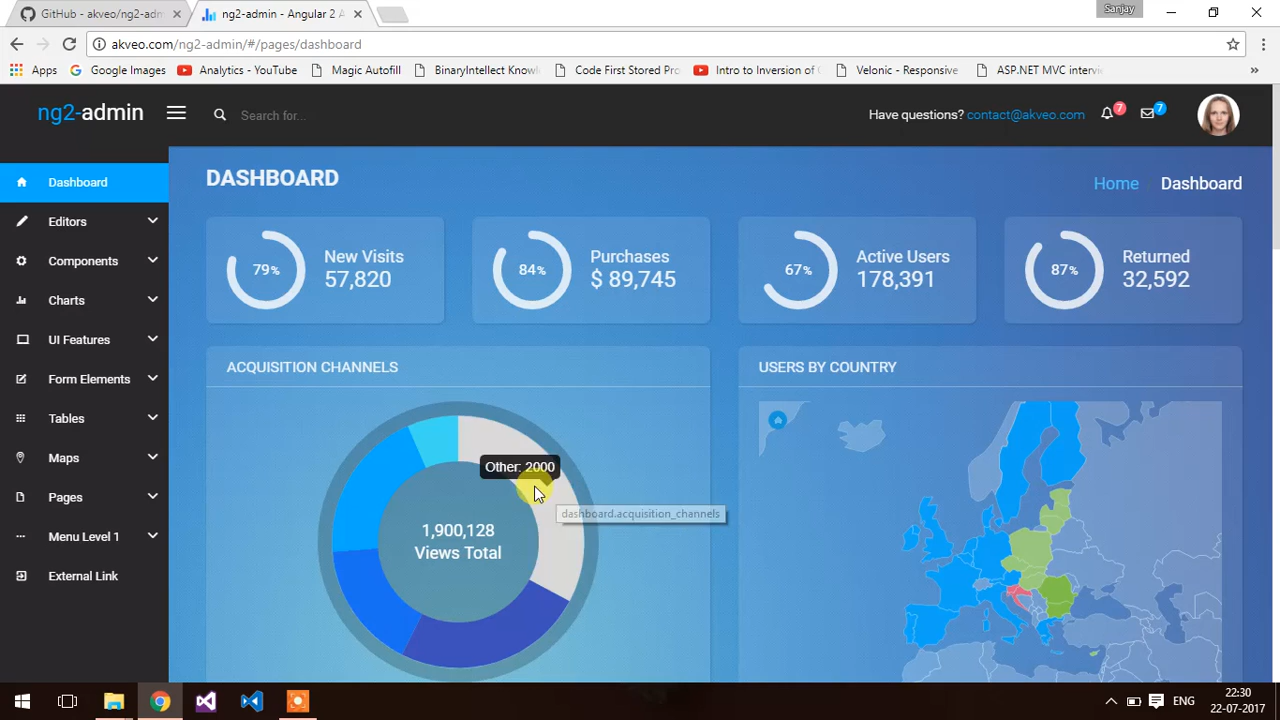 GitHub - akveo/ng2-adm
ng2-admin - Angular 2 A
Sanjay
akveo.com/ng2-admin/#/pages/dashboard
Apps
Google Images
Analytics - YouTube
Magic Autofill
BinaryIntellect Knowl
Code First Stored Pro
Intro to Inversion of C
Velonic - Responsive
ASP.NET MVC intervi
»
ng2-admin
Search for...
Have questions? contact@akveo.com
7
7
Dashboard
Editors
Components
Charts
UI Features
Form Elements
Tables
Maps
Pages
Menu Level 1
External Link
DASHBOARD
Home
Dashboard
79%
New Visits
57,820
84%
Purchases
$ 89,745
67%
Active Users
178,391
87%
Returned
32,592
ACQUISITION CHANNELS
Other: 2000
dashboard.acquisition_channels
1,900,128
Views Total
USERS BY COUNTRY
ENG
22:30
22-07-2017